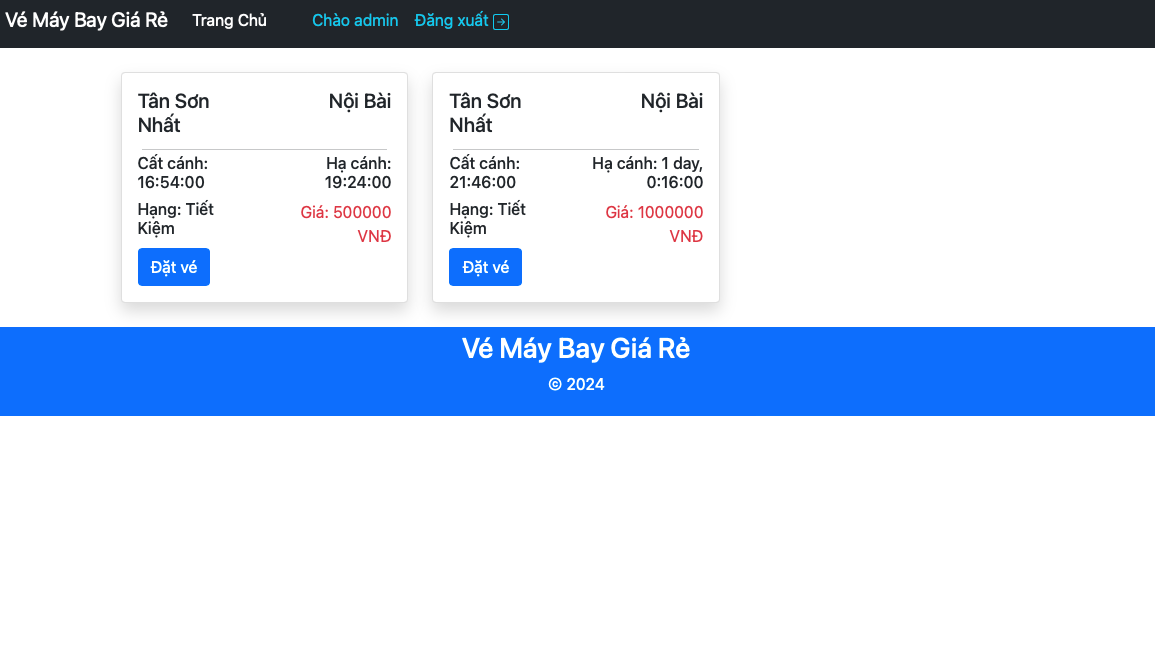 Vé Máy Bay Giá Rẻ Trang Chủ Chào admin Đăng xuất
Tân Sơn Nhất
Nội Bài
Cất cánh: 16:54:00
Hạ cánh: 19:24:00
Hạng: Tiết Kiệm
Giá: 500000 VNĐ
Đặt vé
Tân Sơn Nhất
Nội Bài
Cất cánh: 21:46:00
Hạ cánh: 1 day, 0:16:00
Hạng: Tiết Kiệm
Giá: 1000000 VNĐ
Đặt vé
Vé Máy Bay Giá Rẻ
© 2024